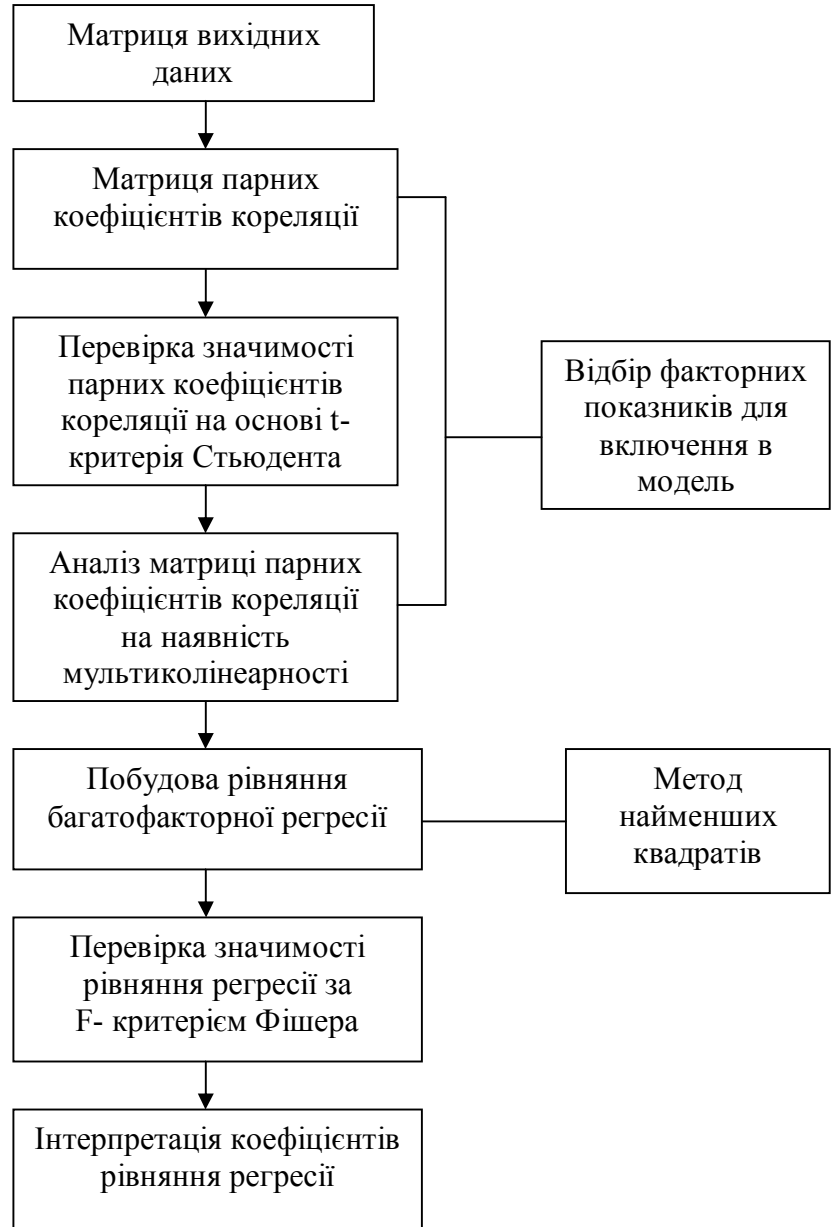 Матриця вихідних
даних
Матриця парних
коефіцієнтів кореляції
Перевірка значимості
парних коефіцієнтів
кореляції на основі t-
критерія Стьюдента
Відбір факторних
показників для
включення в
модель
Аналіз матриці парних
коефіцієнтів кореляції
на наявність
мультиколінеарності
Побудова рівняння
багатофакторної регресії
Метод
найменших
квадратів
Перевірка значимості
рівняння регресії за
F- критерієм Фішера
Інтерпретація коефіцієнтів
рівняння регресії